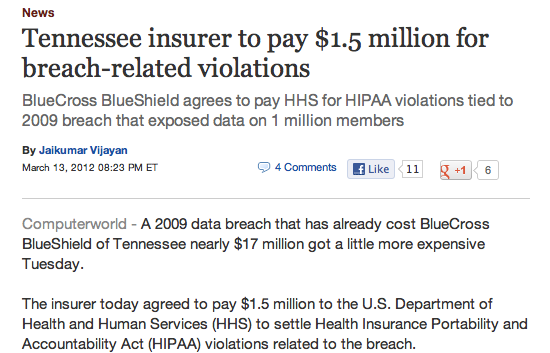 News
Tennessee insurer to pay $1.5 million for
breach-related violations
BlueCross BlueShield agrees to pay HHS for HIPAA violations tied to
2009 breach that exposed data on 1 million members
By Jaikumar Vijayan
March 13, 2012 08:23 PM ET
4 Comments
f Like 11
g +1 6
Computerworld - A 2009 data breach that has already cost BlueCross
BlueShield of Tennessee nearly $17 million got a little more expensive
Tuesday.
The insurer today agreed to pay $1.5 million to the U.S. Department of
Health and Human Services (HHS) to settle Health Insurance Portability and
Accountability Act (HIPAA) violations related to the breach.